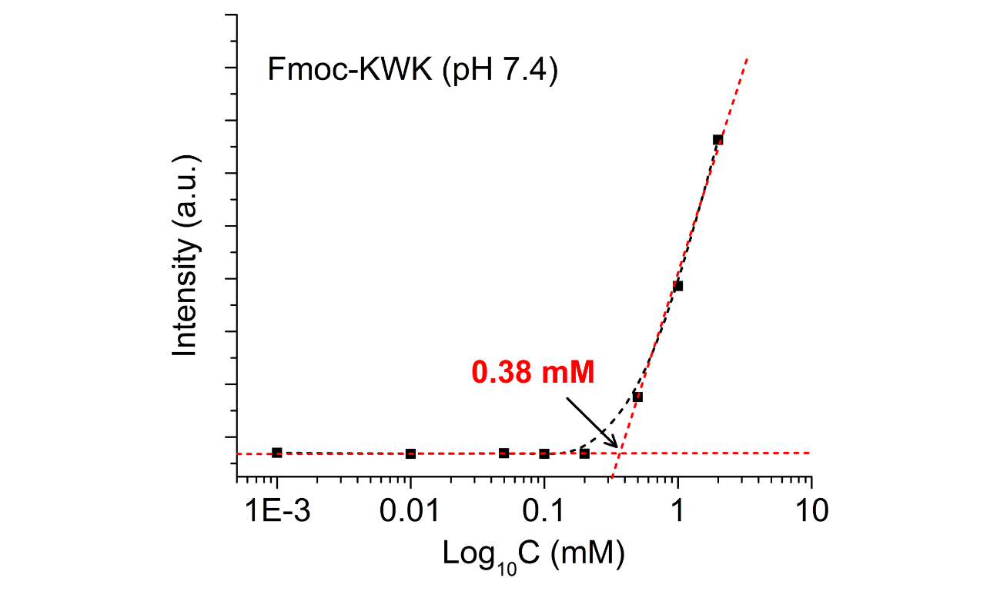 Fmoc-KWK (pH 7.4)
Intensity (a.u.)
0.38 mM
1E-3 0.01 0.1 1 10
Log₁₀C (mM)